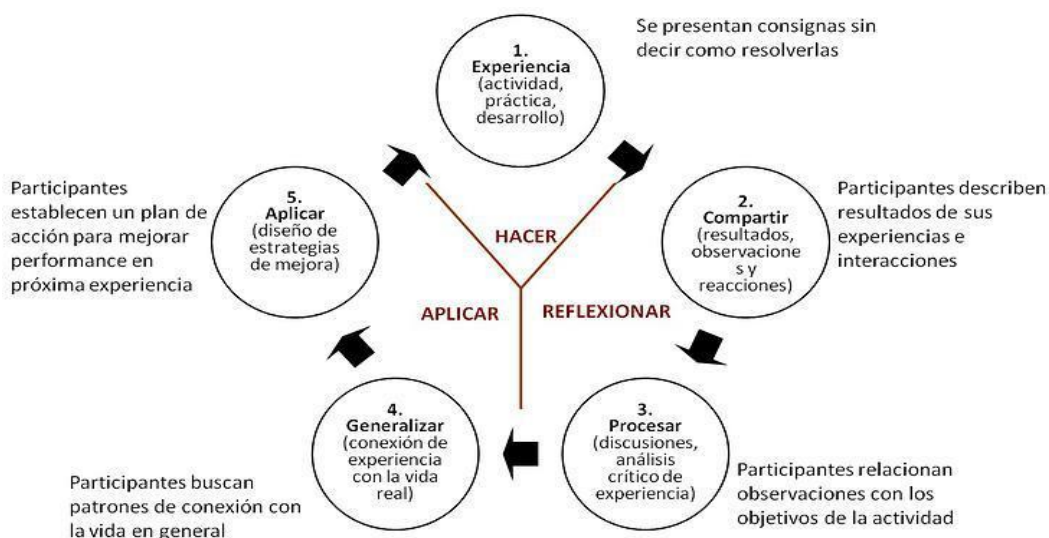 1.
Experiencia
(actividad,
práctica,
desarrollo)
Se presentan consignas sin
decir como resolverlas
2.
Compartir
(resultados,
observacione
s y
reacciones)
Participantes describen
resultados de sus
experiencias e
interacciones
3.
Procesar
(discusiones,
análisis
crítico de
experiencia)
Participantes relacionan
observaciones con los
objetivos de la actividad
4.
Generalizar
(conexión de
experiencia
con la vida
real)
Participantes buscan
patrones de conexión con
la vida en general
5.
Aplicar
(diseño de
estrategias
de mejora)
Participantes
establecen un plan de
acción para mejorar
performance en
próxima experiencia
HACER
APLICAR
REFLEXIONAR